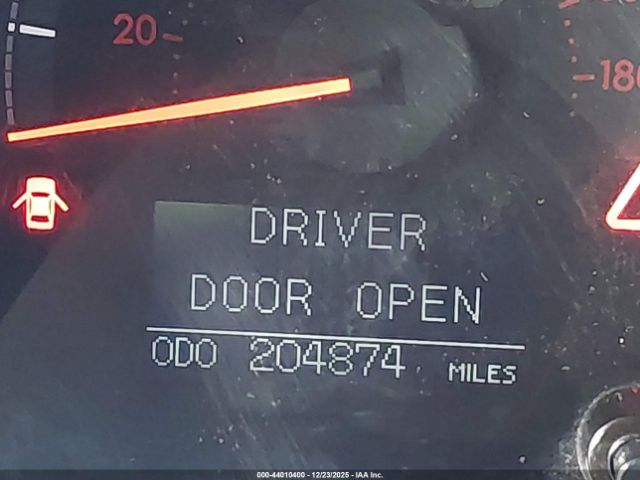 20
180
DRIVER
DOOR OPEN
ODO 204874 MILES
000-44010400 - 12/23/2025 - IAA Inc.